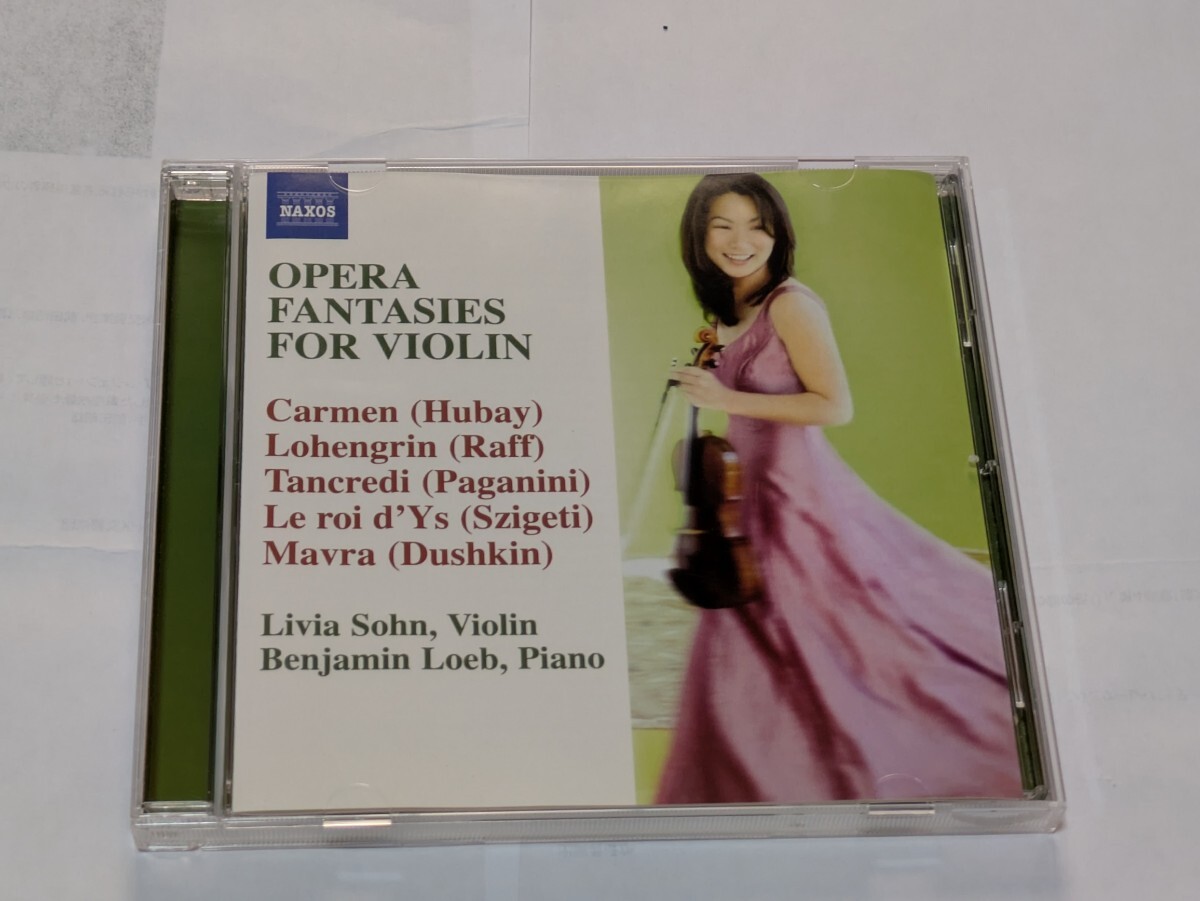 NAXOS
OPERA
FANTASIES
FOR VIOLIN
Carmen (Hubay)
Lohengrin (Raff)
Tancredi (Paganini)
Le roi d'Ys (Szigeti)
Mavra (Dushkin)
Livia Sohn, Violin
Benjamin Loeb, Piano